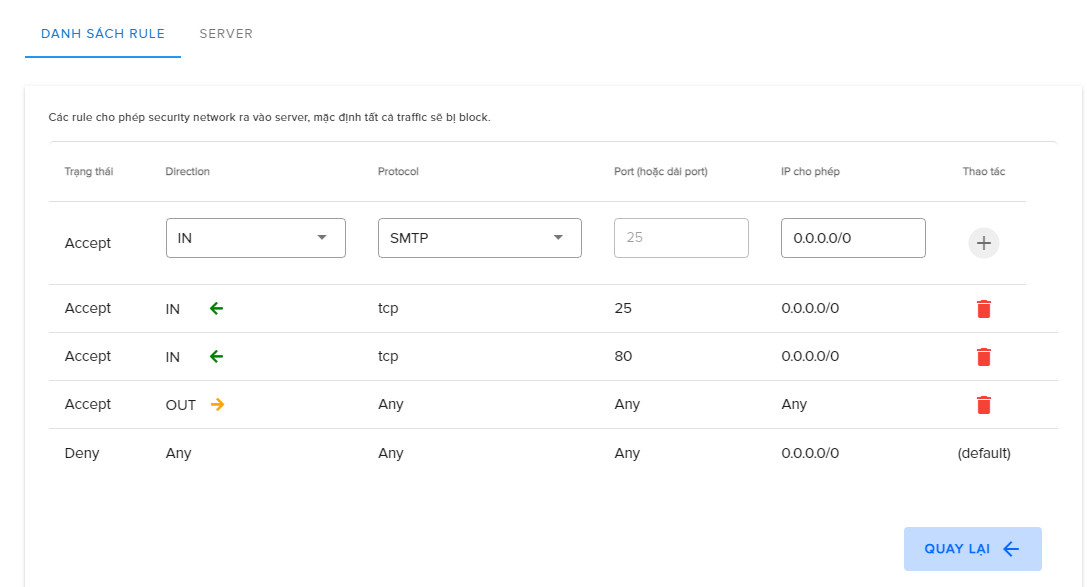 DANH SÁCH RULE SERVER
Các rule cho phép security network ra vào server, mặc định tất cả traffic sẽ bị block.
Trạng thái Direction Protocol Port (hoặc dải port) IP cho phép Thao tác
Accept IN SMTP 25 0.0.0.0/0
Accept IN tcp 25 0.0.0.0/0
Accept IN tcp 80 0.0.0.0/0
Accept OUT Any Any Any
Deny Any Any Any 0.0.0.0/0 (default)
QUAY LẠI